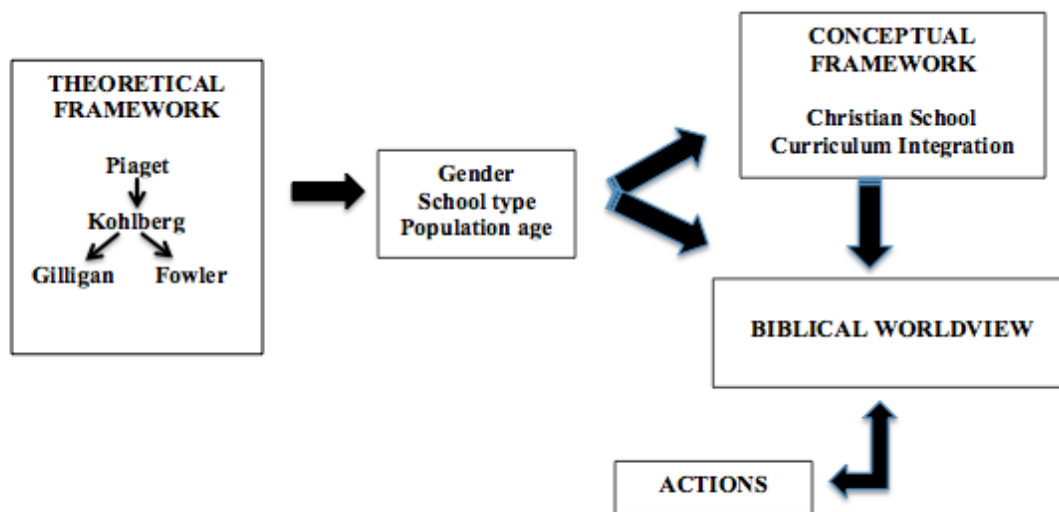 THEORETICAL
FRAMEWORK
Piaget
Kohlberg
Gilligan Fowler
Gender
School type
Population age
CONCEPTUAL
FRAMEWORK
Christian School
Curriculum Integration
BIBLICAL WORLDVIEW
ACTIONS